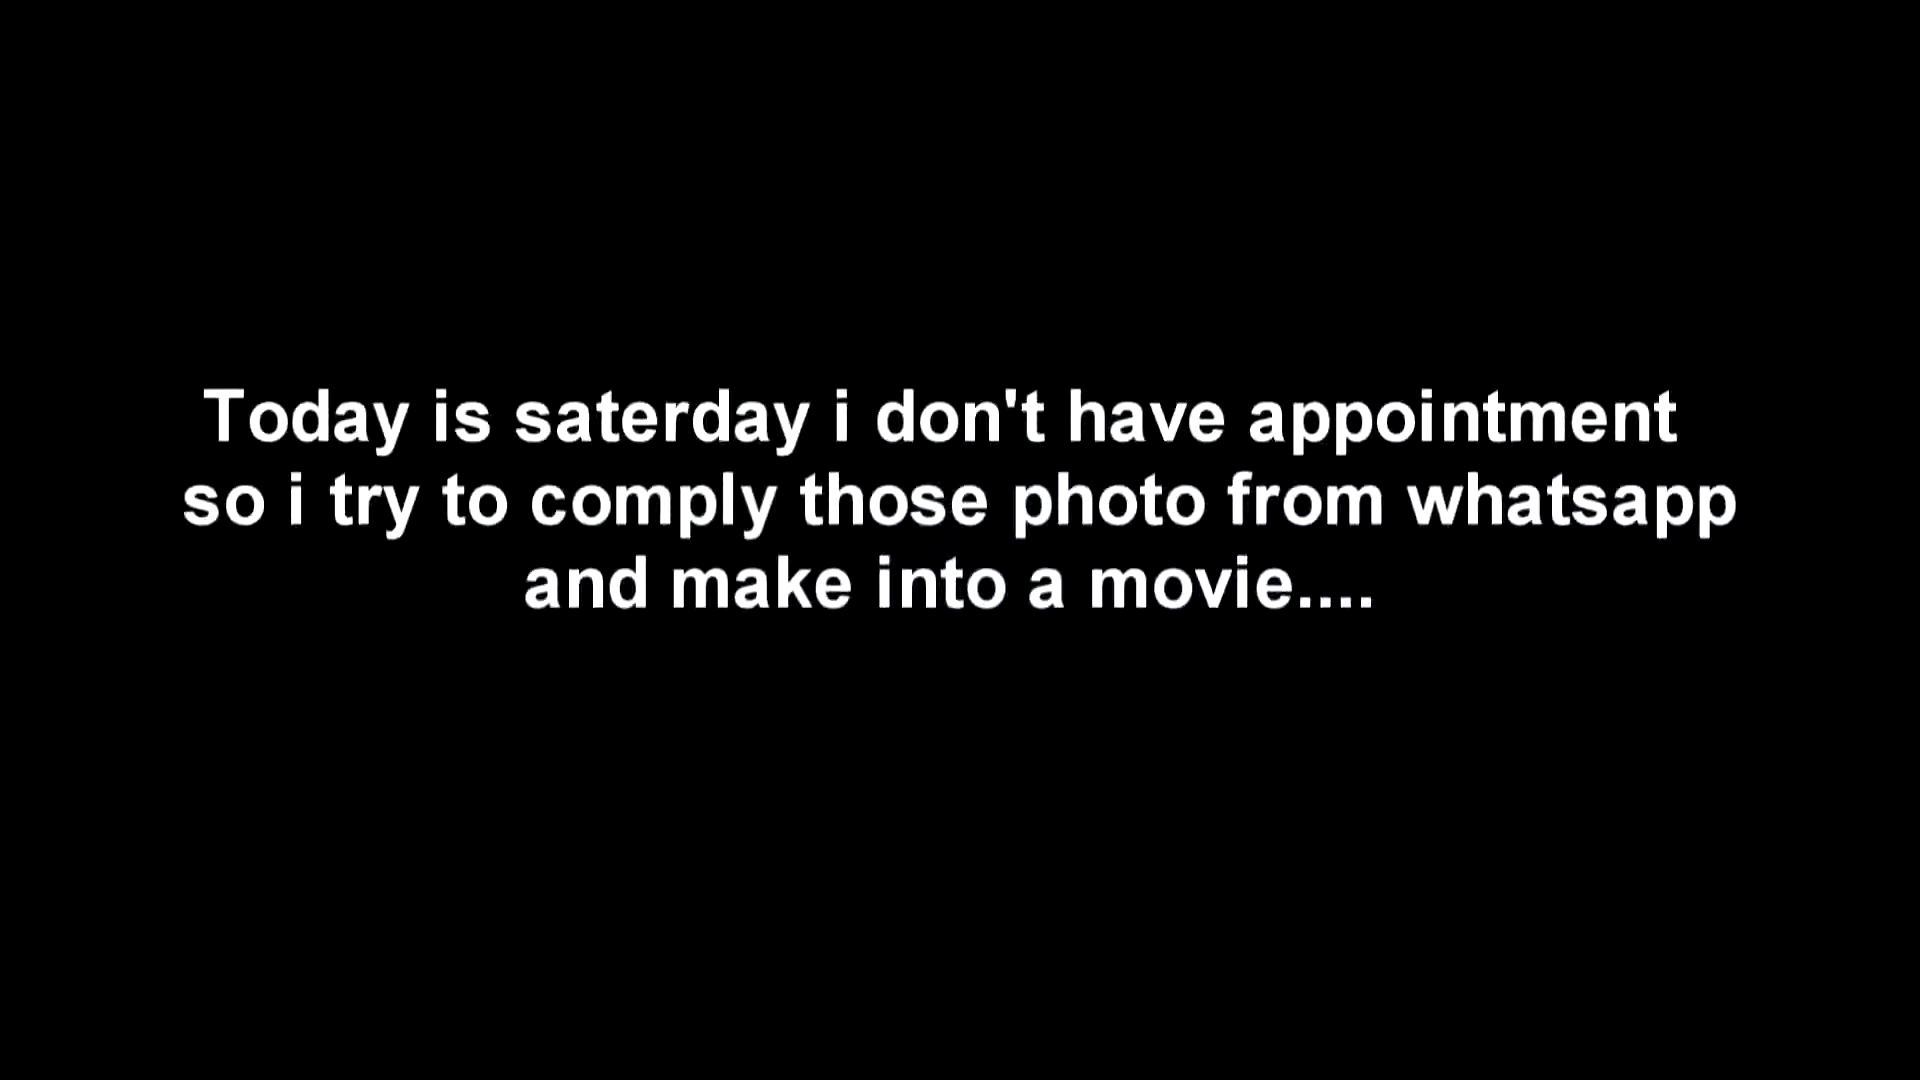 Today is saterday i don't have appointment
so i try to comply those photo from whatsapp
and make into a movie....